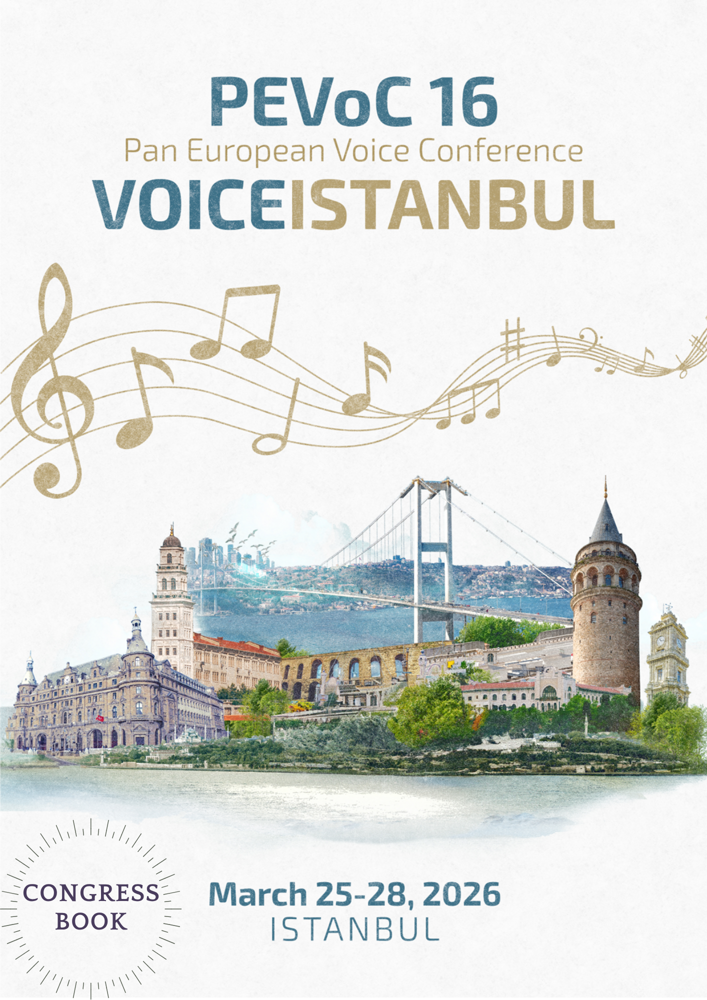 PEVoC 16
Pan European Voice Conference
VOICEISTANBUL
CONGRESS
BOOK
March 25-28, 2026
ISTANBUL